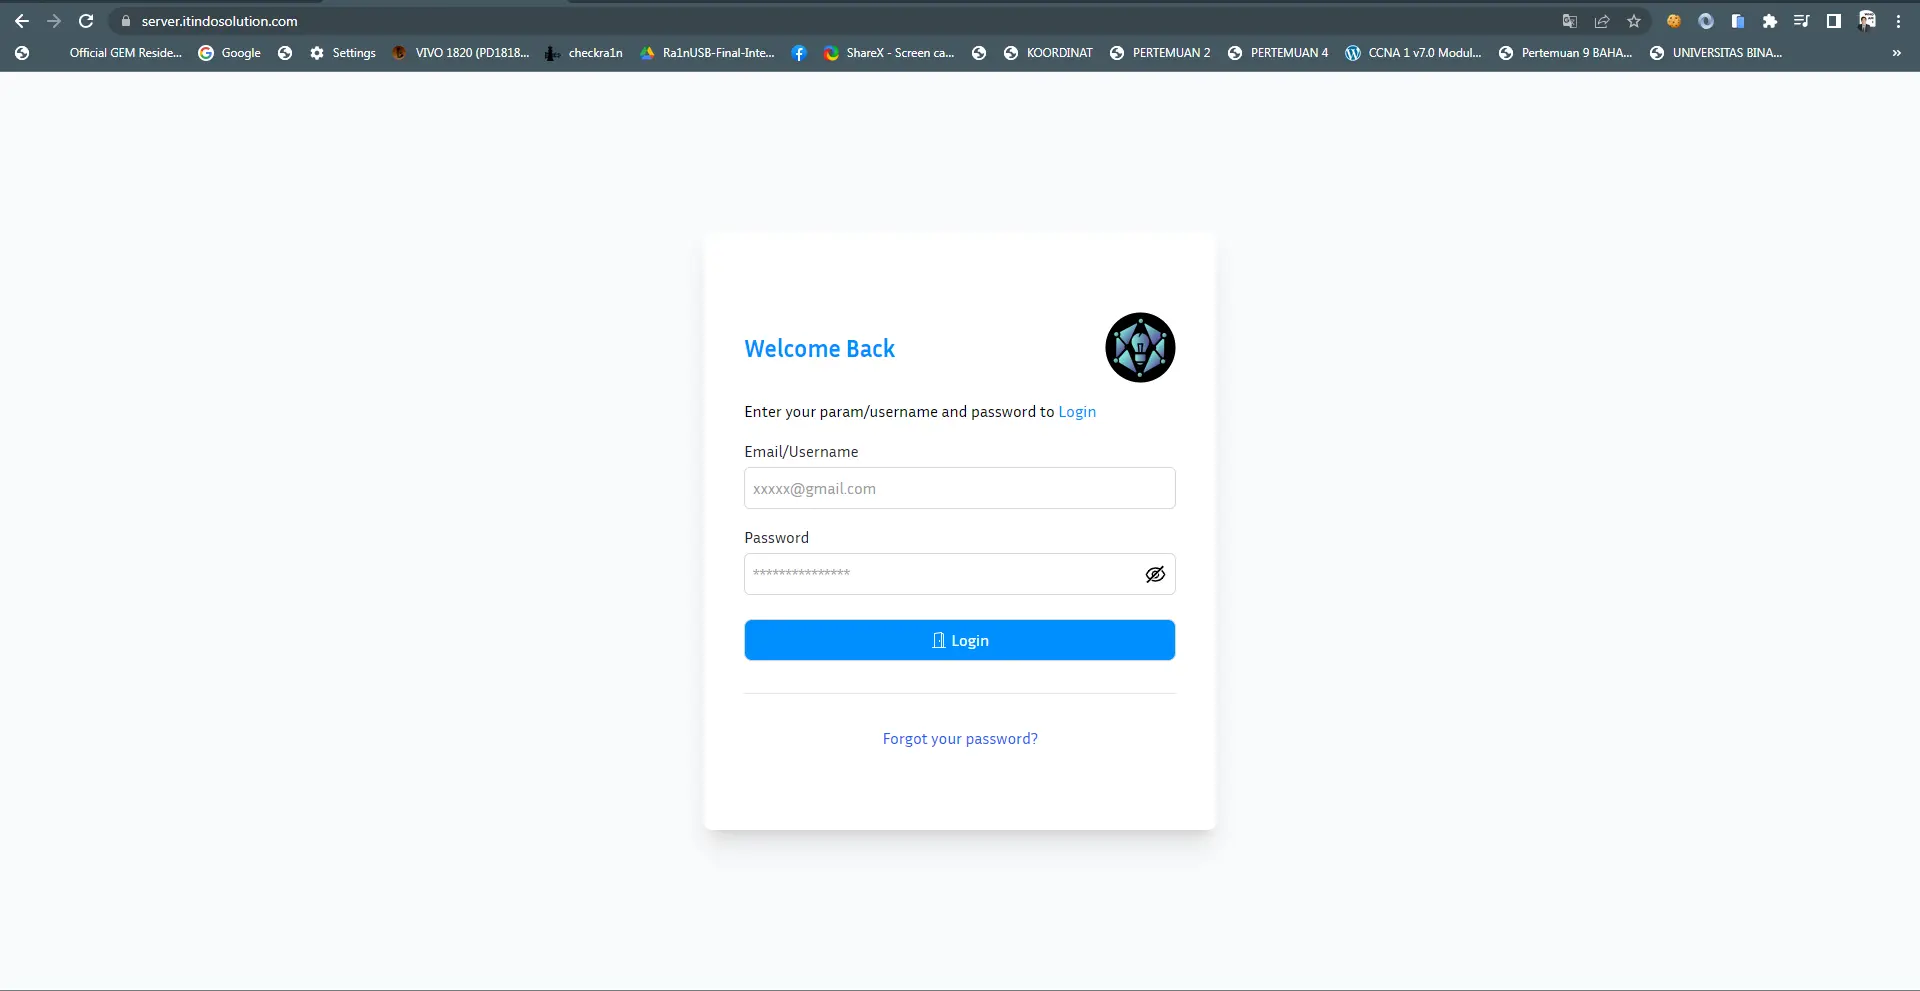 server.itindosolution.com
Official GEM Reside... Google Settings VIVO 1820 (PD1818... checkra1n Ra1nUSB-Final-Inte... ShareX - Screen ca... KOORDINAT PERTEMUAN 2 PERTEMUAN 4 CCNA 1 v7.0 Modul... Pertemuan 9 BAHA... UNIVERSITAS BINA... »
Welcome Back
Enter your param/username and password to Login
Email/Username
xxxxx@gmail.com
Password
***************
Login
Forgot your password?